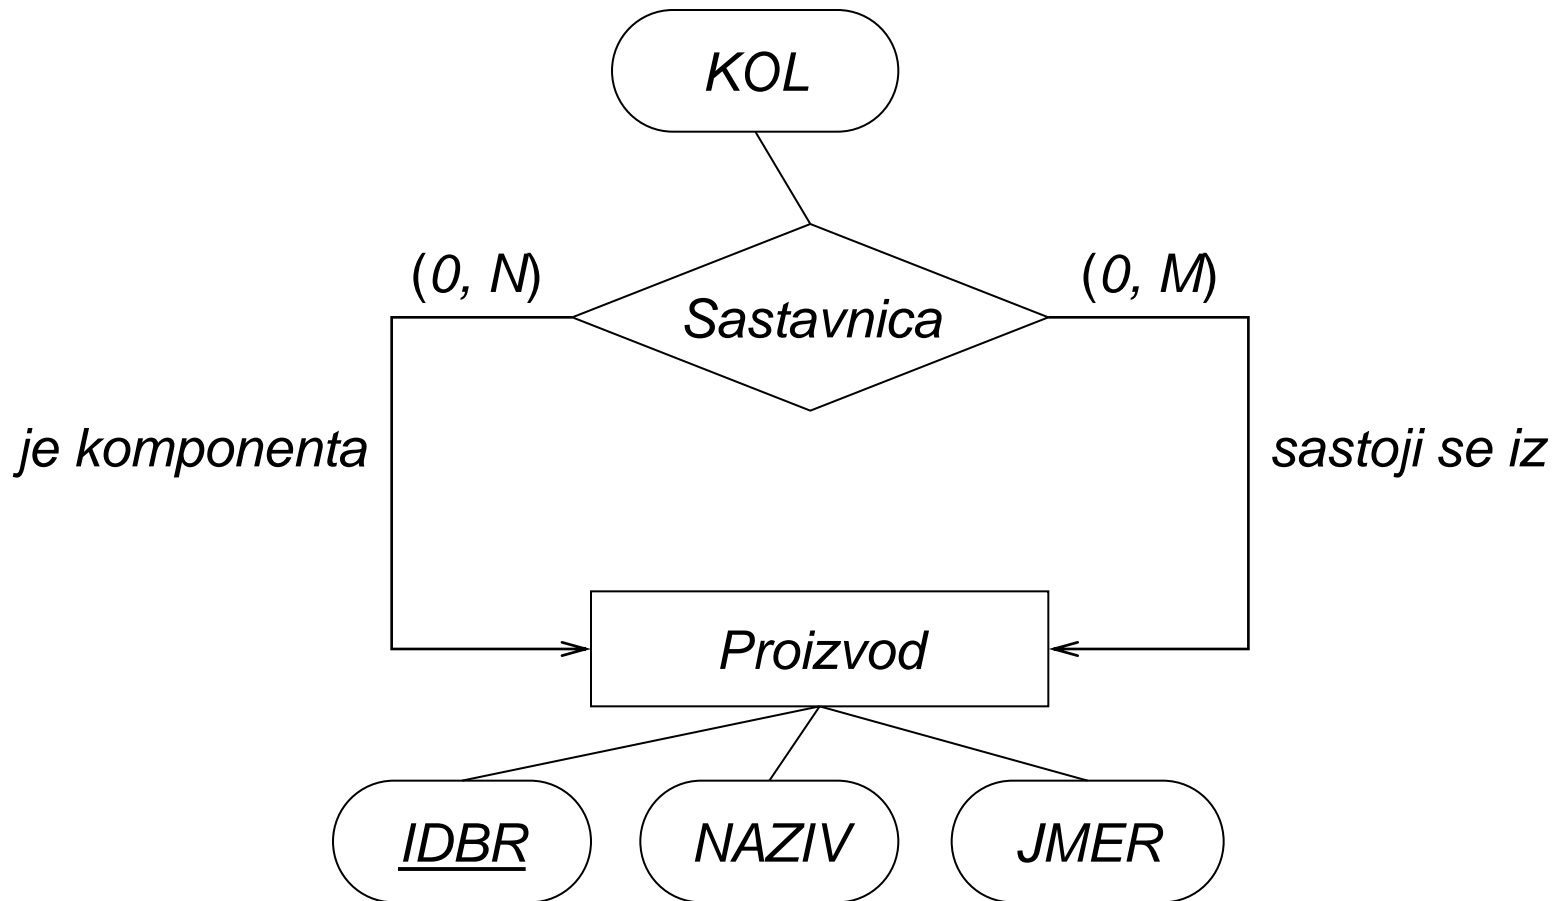 KOL
(0, N)
(0, M)
Sastavnica
je komponenta
sastoji se iz
Proizvod
IDBR
NAZIV
JMER